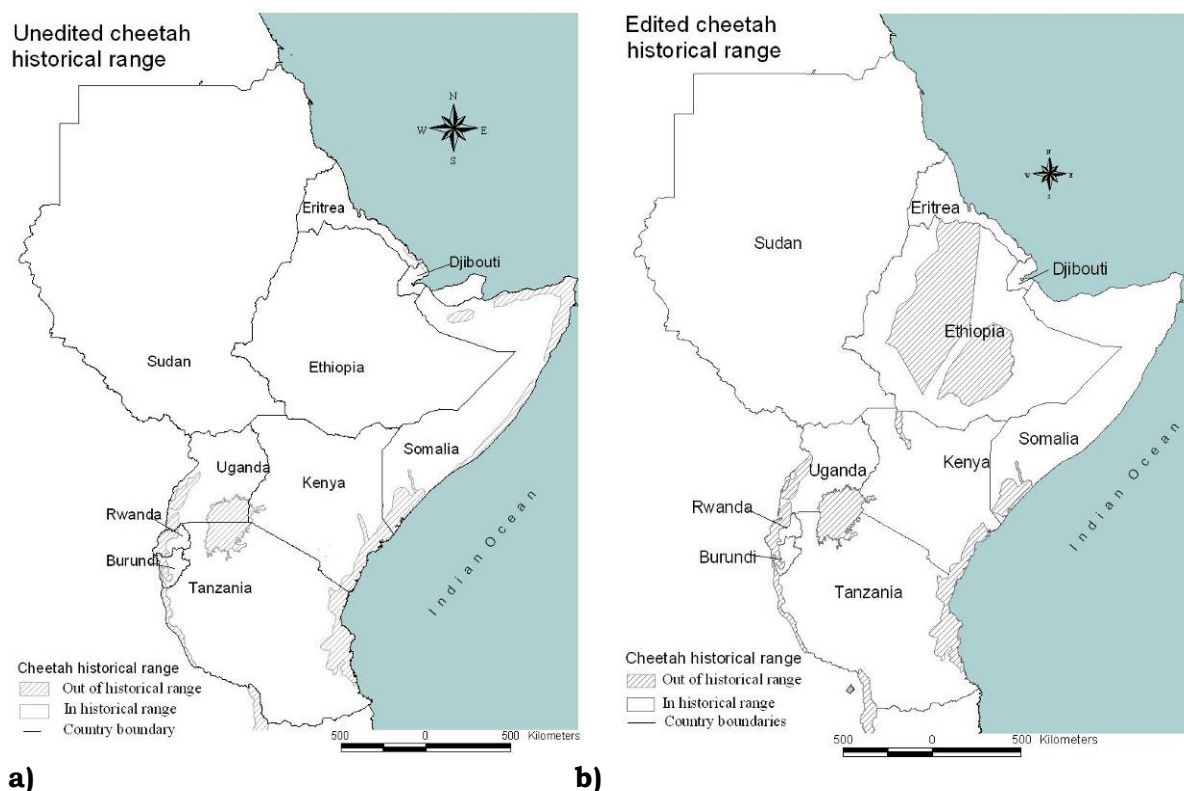 Unedited cheetah
historical range
N
W E
S
Eritrea
Djibouti
Sudan
Ethiopia
Somalia
Uganda
Kenya
Rwanda
Burundi
Tanzania
Indian Ocean
Cheetah historical range
Out of historical range
In historical range
Country boundary
500 0 500 Kilometers
a)
Edited cheetah
historical range
N
W E
S
Eritrea
Sudan
Djibouti
Ethiopia
Somalia
Kenya
Uganda
Rwanda
Burundi
Tanzania
Indian Ocean
Cheetah historical range
Out of historical range
In historical range
Country boundaries
500 0 500 Kilometers
b)